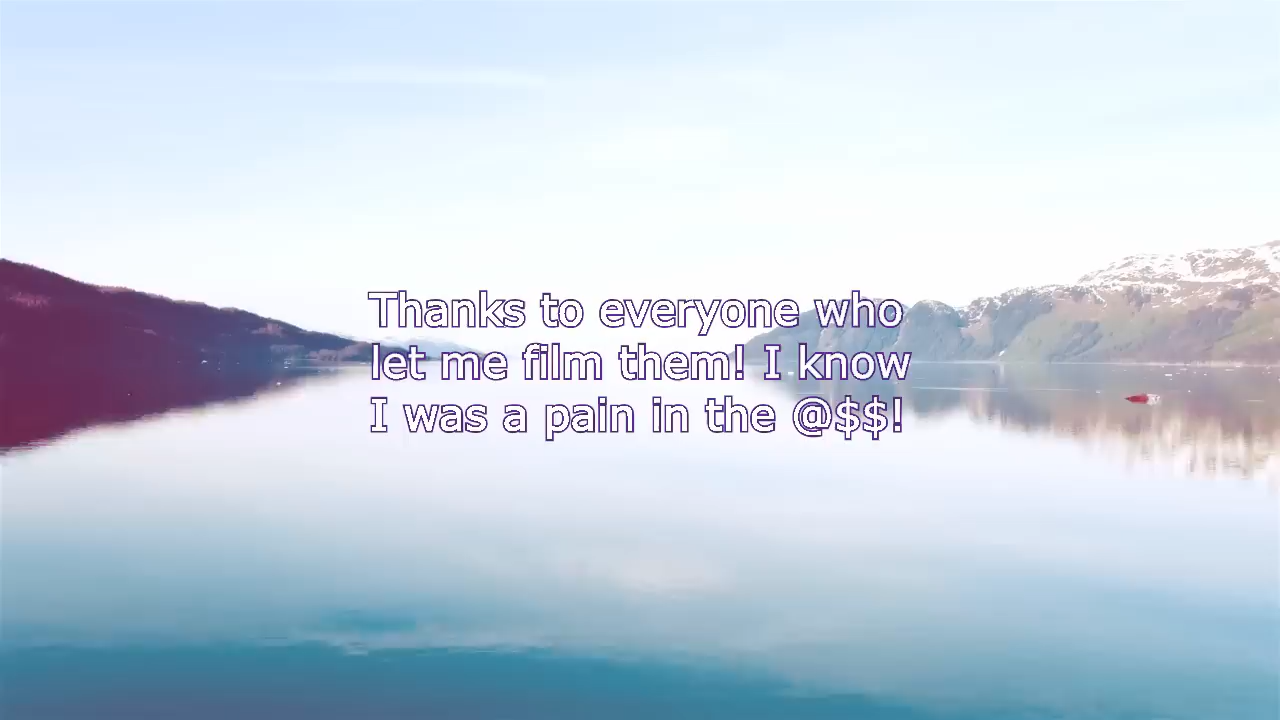 Thanks to everyone who
let me film them! I know
I was a pain in the @$$!